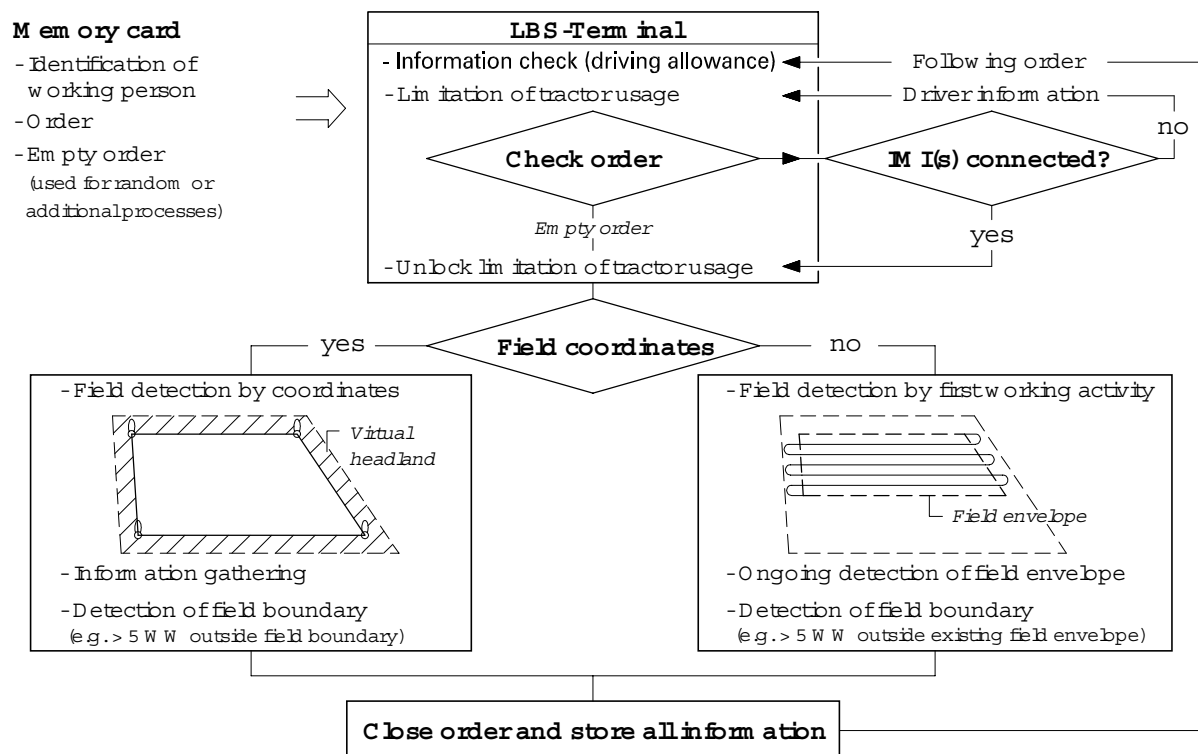 Memory card
- Identification of
working person
- Order
- Empty order
(used for random or
additional processes)
LBS-Terminal
- Information check (driving allowance)
- Limitation of tractor usage
Check order
Empty order
- Unlock limitation of tractor usage
Following order
Driver information
no
IMI(s) connected?
yes
Field coordinates
yes
no
- Field detection by coordinates
Virtual
headland
- Information gathering
- Detection of field boundary
(e.g. > 5 WW outside field boundary)
- Field detection by first working activity
Field envelope
- Ongoing detection of field envelope
- Detection of field boundary
(e.g. > 5 WW outside existing field envelope)
Close order and store all information